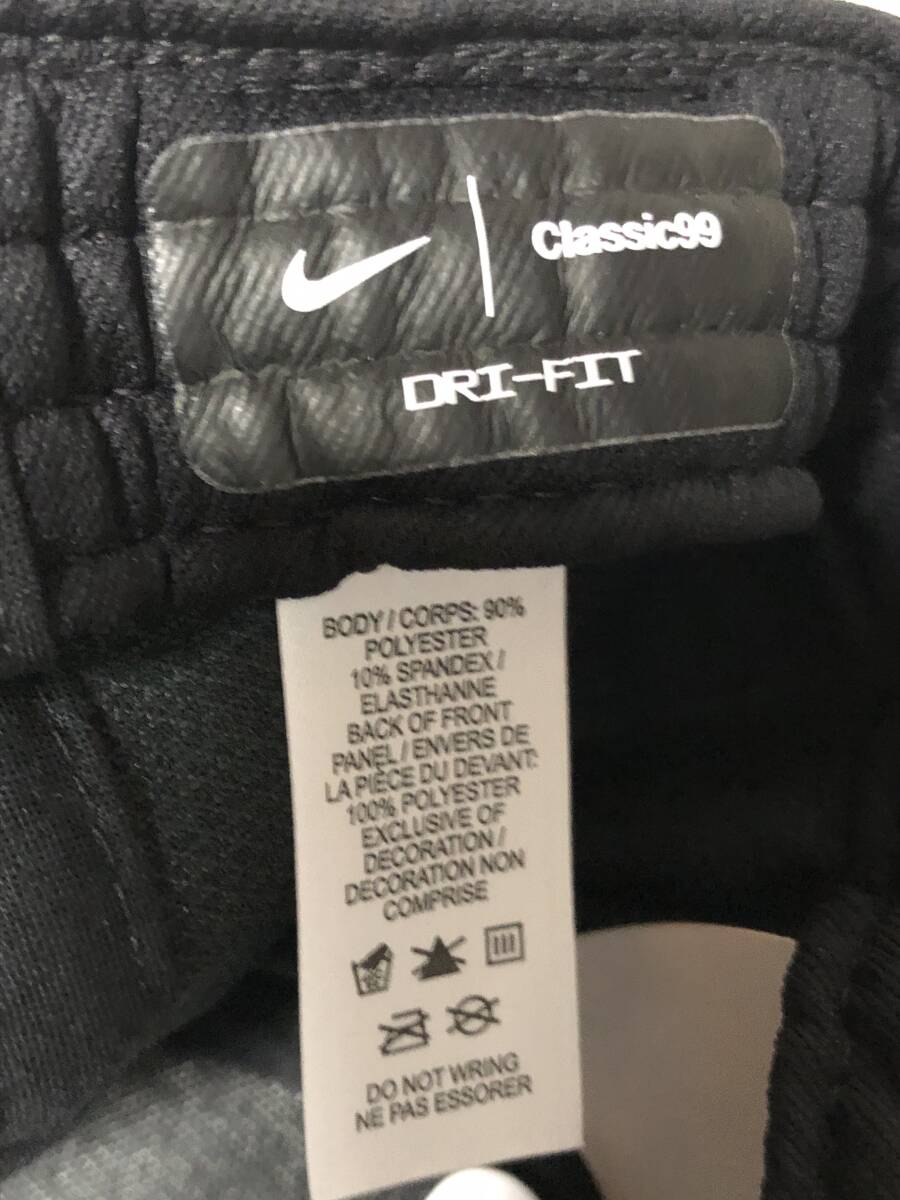 Classic99
DRI-FIT
BODY / CORPS: 90%
POLYESTER
10% SPANDEX /
ELASTHANNE
BACK OF FRONT
PANEL / ENVERS DE
LA PIÈCE DU DEVANT:
100% POLYESTER
EXCLUSIVE OF
DECORATION /
DECORATION NON
COMPRISE
DO NOT WRING
NE PAS ESSORER